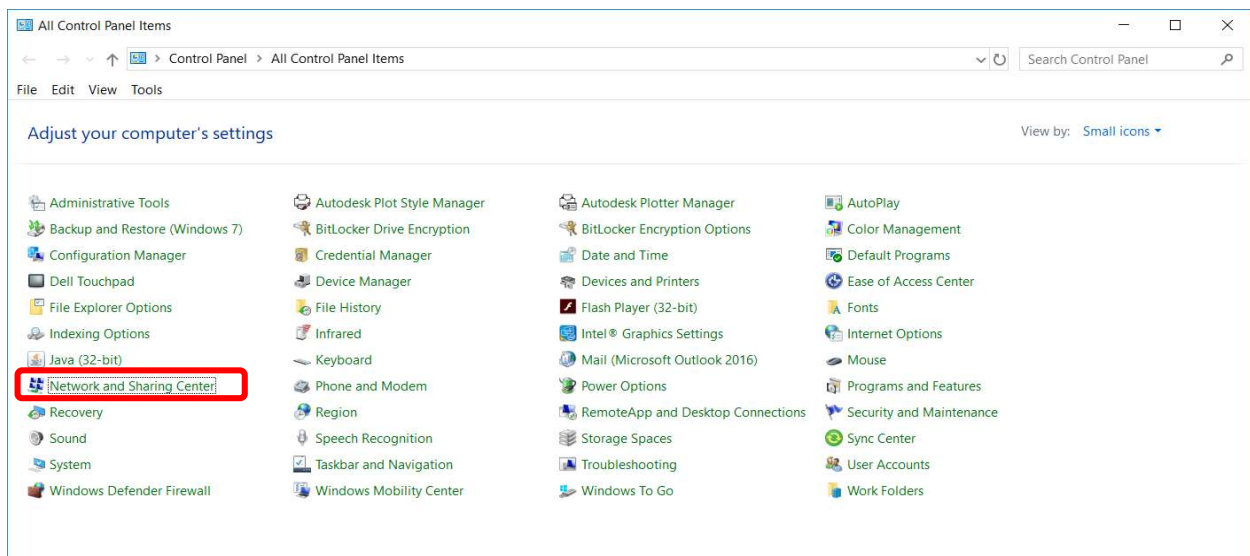 All Control Panel Items
Control Panel > All Control Panel Items Search Control Panel
File Edit View Tools
Adjust your computer's settings View by: Small icons
Administrative Tools Autodesk Plot Style Manager Autodesk Plotter Manager AutoPlay
Backup and Restore (Windows 7) BitLocker Drive Encryption BitLocker Encryption Options Color Management
Configuration Manager Credential Manager Date and Time Default Programs
Dell Touchpad Device Manager Devices and Printers Ease of Access Center
File Explorer Options File History Flash Player (32-bit) Fonts
Indexing Options Infrared Intel® Graphics Settings Internet Options
Java (32-bit) Keyboard Mail (Microsoft Outlook 2016) Mouse
Network and Sharing Center Phone and Modem Power Options Programs and Features
Recovery Region RemoteApp and Desktop Connections Security and Maintenance
Sound Speech Recognition Storage Spaces Sync Center
System Taskbar and Navigation Troubleshooting User Accounts
Windows Defender Firewall Windows Mobility Center Windows To Go Work Folders